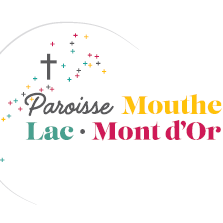 Paroisse Mouthe
Lac · Mont d'Or